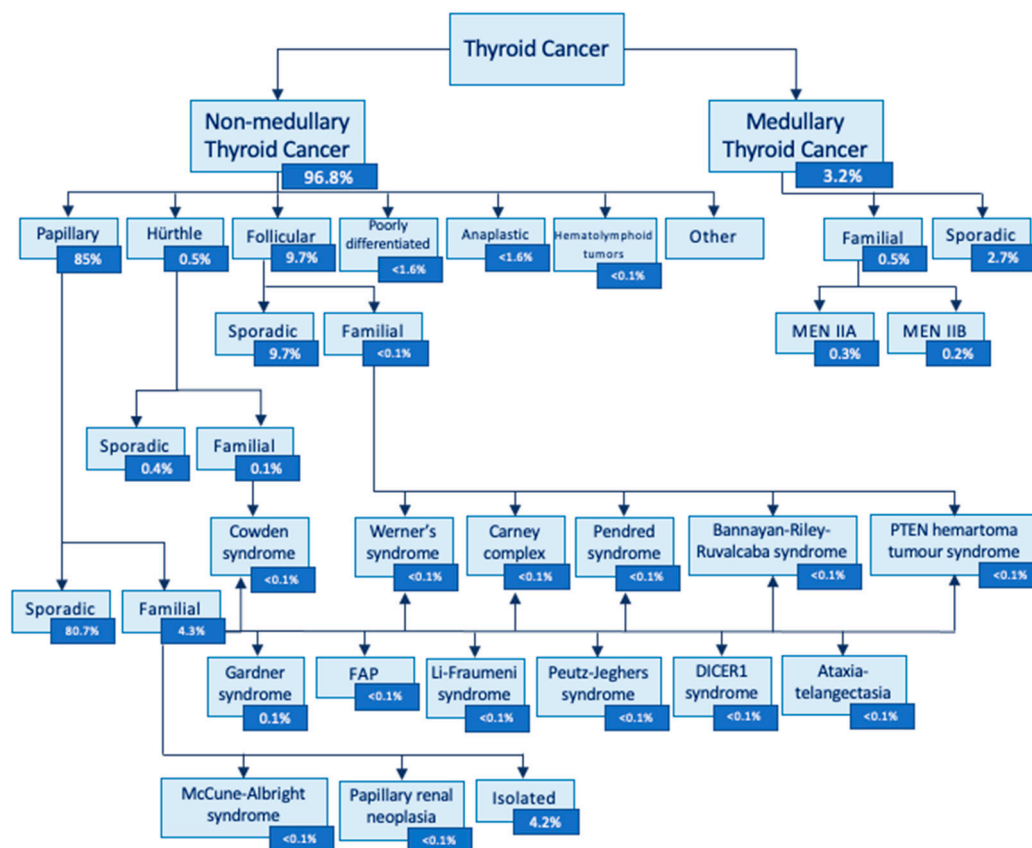 Thyroid Cancer
Non-medullary
Thyroid Cancer
96.8%
Medullary
Thyroid Cancer
3.2%
Papillary
85%
Hürthle
0.5%
Follicular
9.7%
Poorly
differentiated
<1.6%
Anaplastic
<1.6%
Hematolymphoid
tumors
<0.1%
Other
Familial
0.5%
Sporadic
2.7%
Sporadic
9.7%
Familial
<0.1%
MEN IIA
0.3%
MEN IIB
0.2%
Sporadic
0.4%
Familial
0.1%
Cowden
syndrome
<0.1%
Werner's
syndrome
<0.1%
Carney
complex
<0.1%
Pendred
syndrome
<0.1%
Bannayan-Riley-
Ruvalcaba syndrome
<0.1%
PTEN hemartoma
tumour syndrome
<0.1%
Sporadic
80.7%
Familial
4.3%
Gardner
syndrome
0.1%
FAP
<0.1%
Li-Fraumeni
syndrome
<0.1%
Peutz-Jeghers
syndrome
<0.1%
DICER1
syndrome
<0.1%
Ataxia-
telangectasia
<0.1%
McCune-Albright
syndrome
<0.1%
Papillary renal
neoplasia
<0.1%
Isolated
4.2%